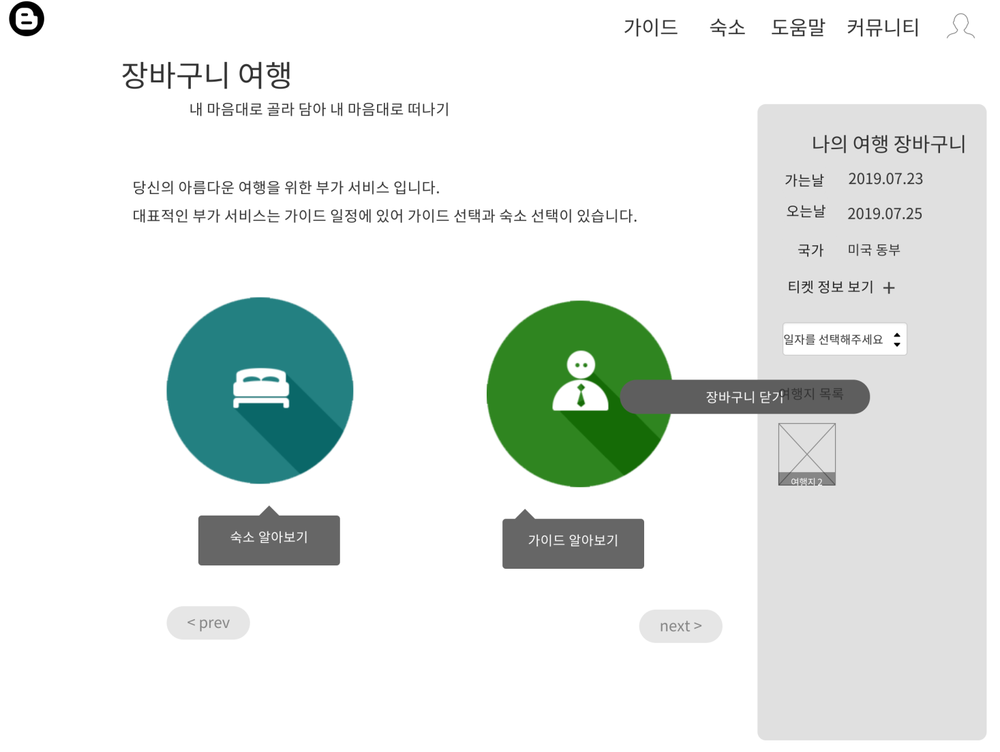 가이드 숙소 도움말 커뮤니티
장바구니 여행
내 마음대로 골라 담아 내 마음대로 떠나기
당신의 아름다운 여행을 위한 부가 서비스 입니다.
대표적인 부가 서비스는 가이드 일정에 있어 가이드 선택과 숙소 선택이 있습니다.
숙소 알아보기
가이드 알아보기
< prev
next >
나의 여행 장바구니
가는날 2019.07.23
오는날 2019.07.25
국가 미국 동부
티켓 정보 보기 +
일자를 선택해주세요
장바구니 닫기
여행지 목록
여행지 2